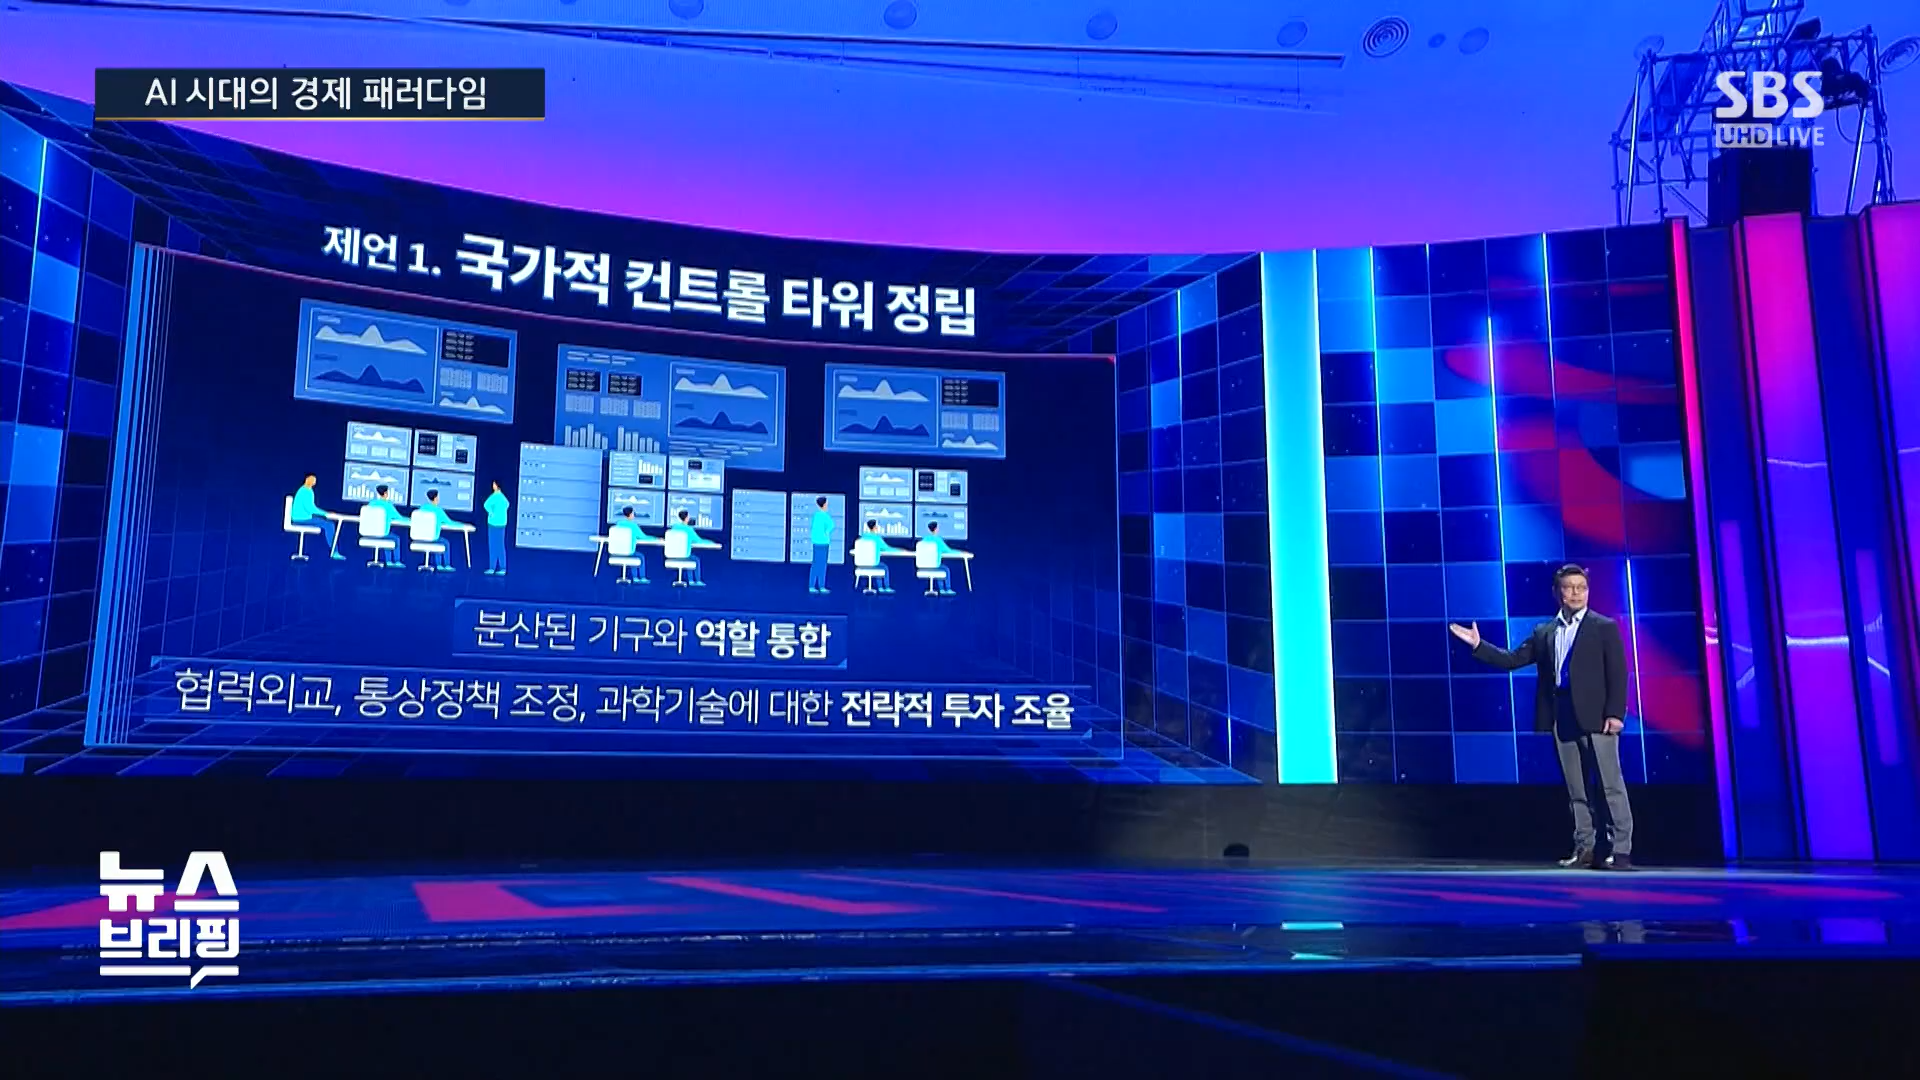 AI 시대의 경제 패러다임
SBS
UHD LIVE
제언 1. 국가적 컨트롤 타워 정립
분산된 기구와 역할 통합
협력외교, 통상정책 조정, 과학기술에 대한 전략적 투자 조율
뉴스
브리핑